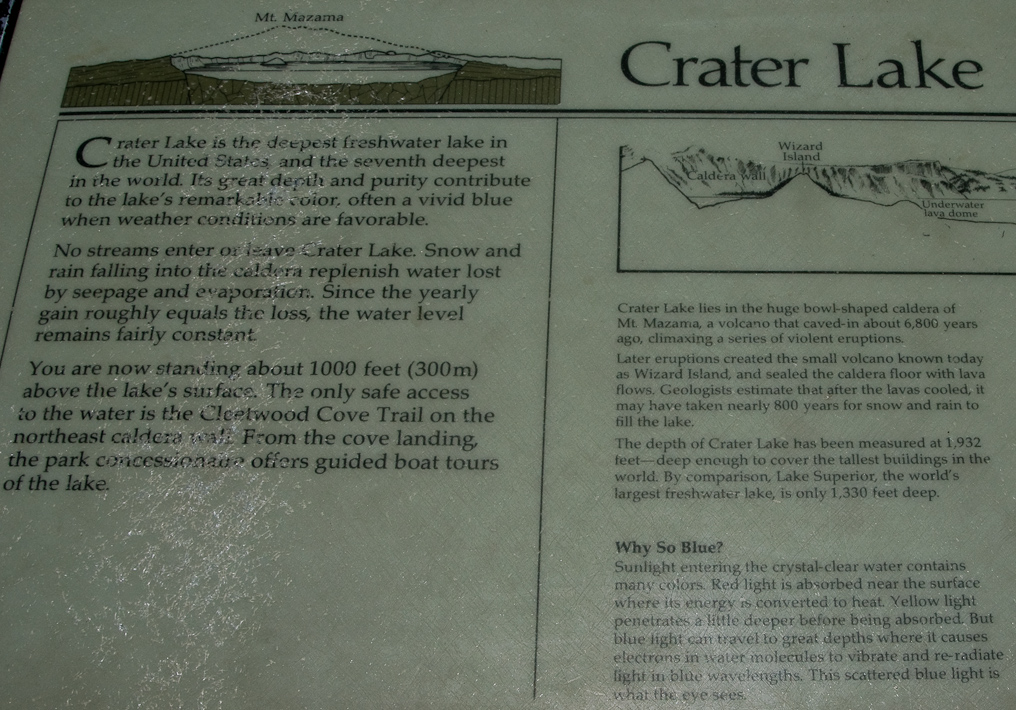 Mt. Mazama
Crater Lake
Crater Lake is the deepest freshwater lake in
the United States, and the seventh deepest
in the world. Its great depth and purity contribute
to the lake's remarkable color, often a vivid blue
when weather conditions are favorable.
No streams enter or leave Crater Lake. Snow and
rain falling into the caldera replenish water lost
by seepage and evaporation. Since the yearly
gain roughly equals the loss, the water level
remains fairly constant.
You are now standing about 1000 feet (300m)
above the lake's surface. The only safe access
to the water is the Cleetwood Cove Trail on the
northeast caldera wall. From the cove landing,
the park concessionaire offers guided boat tours
of the lake.
Wizard
Island
Caldera wall
Underwater
lava dome
Crater Lake lies in the huge bowl-shaped caldera of
Mt. Mazama, a volcano that caved-in about 6,800 years
ago, climaxing a series of violent eruptions.
Later eruptions created the small volcano known today
as Wizard Island, and sealed the caldera floor with lava
flows. Geologists estimate that after the lavas cooled, it
may have taken nearly 800 years for snow and rain to
fill the lake.
The depth of Crater Lake has been measured at 1,932
feet—deep enough to cover the tallest buildings in the
world. By comparison, Lake Superior, the world's
largest freshwater lake, is only 1,330 feet deep.
Why So Blue?
Sunlight entering the crystal-clear water contains
many colors. Red light is absorbed near the surface
where its energy is converted to heat. Yellow light
penetrates a little deeper before being absorbed. But
blue light can travel to great depths where it causes
electrons in water molecules to vibrate and re-radiate
light in blue wavelengths. This scattered blue light is
what the eye sees.